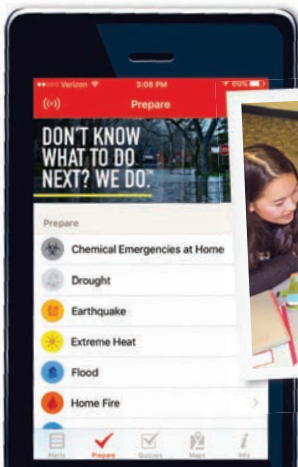 Verizon 3:08 PM 60%
Prepare
DON'T KNOW
WHAT TO DO
NEXT? WE DO.
Prepare
Chemical Emergencies at Home
Drought
Earthquake
Extreme Heat
Flood
Home Fire
Alerts Prepare Quizzes Maps Info